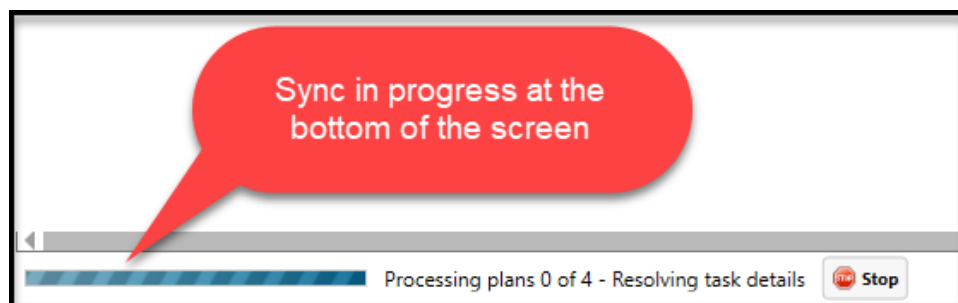 Sync in progress at the
bottom of the screen
Processing plans 0 of 4 - Resolving task details
STOP Stop